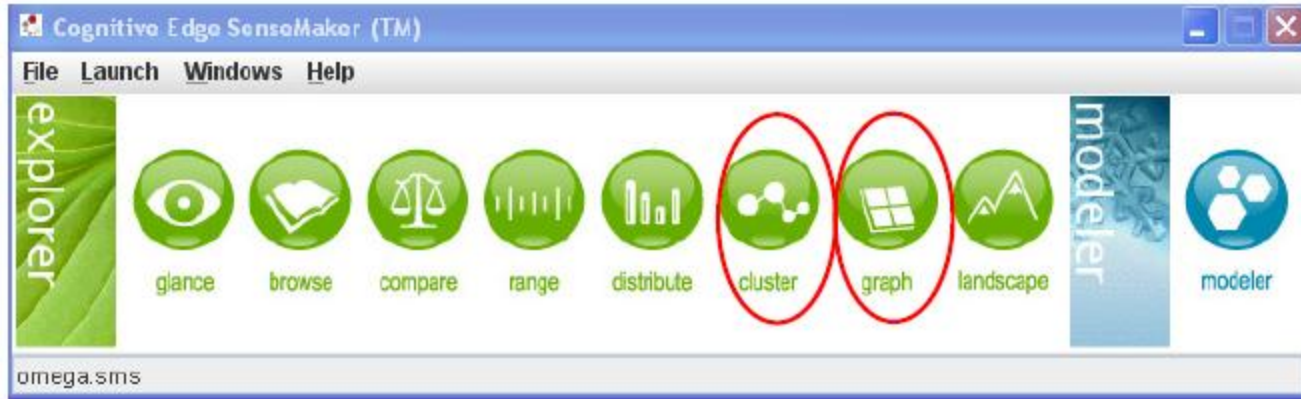 Cognitive Edge SenseMaker (TM)
File Launch Windows Help
explorer
glance browse compare range distribute cluster graph landscape
modeler
modeler
omega.sms